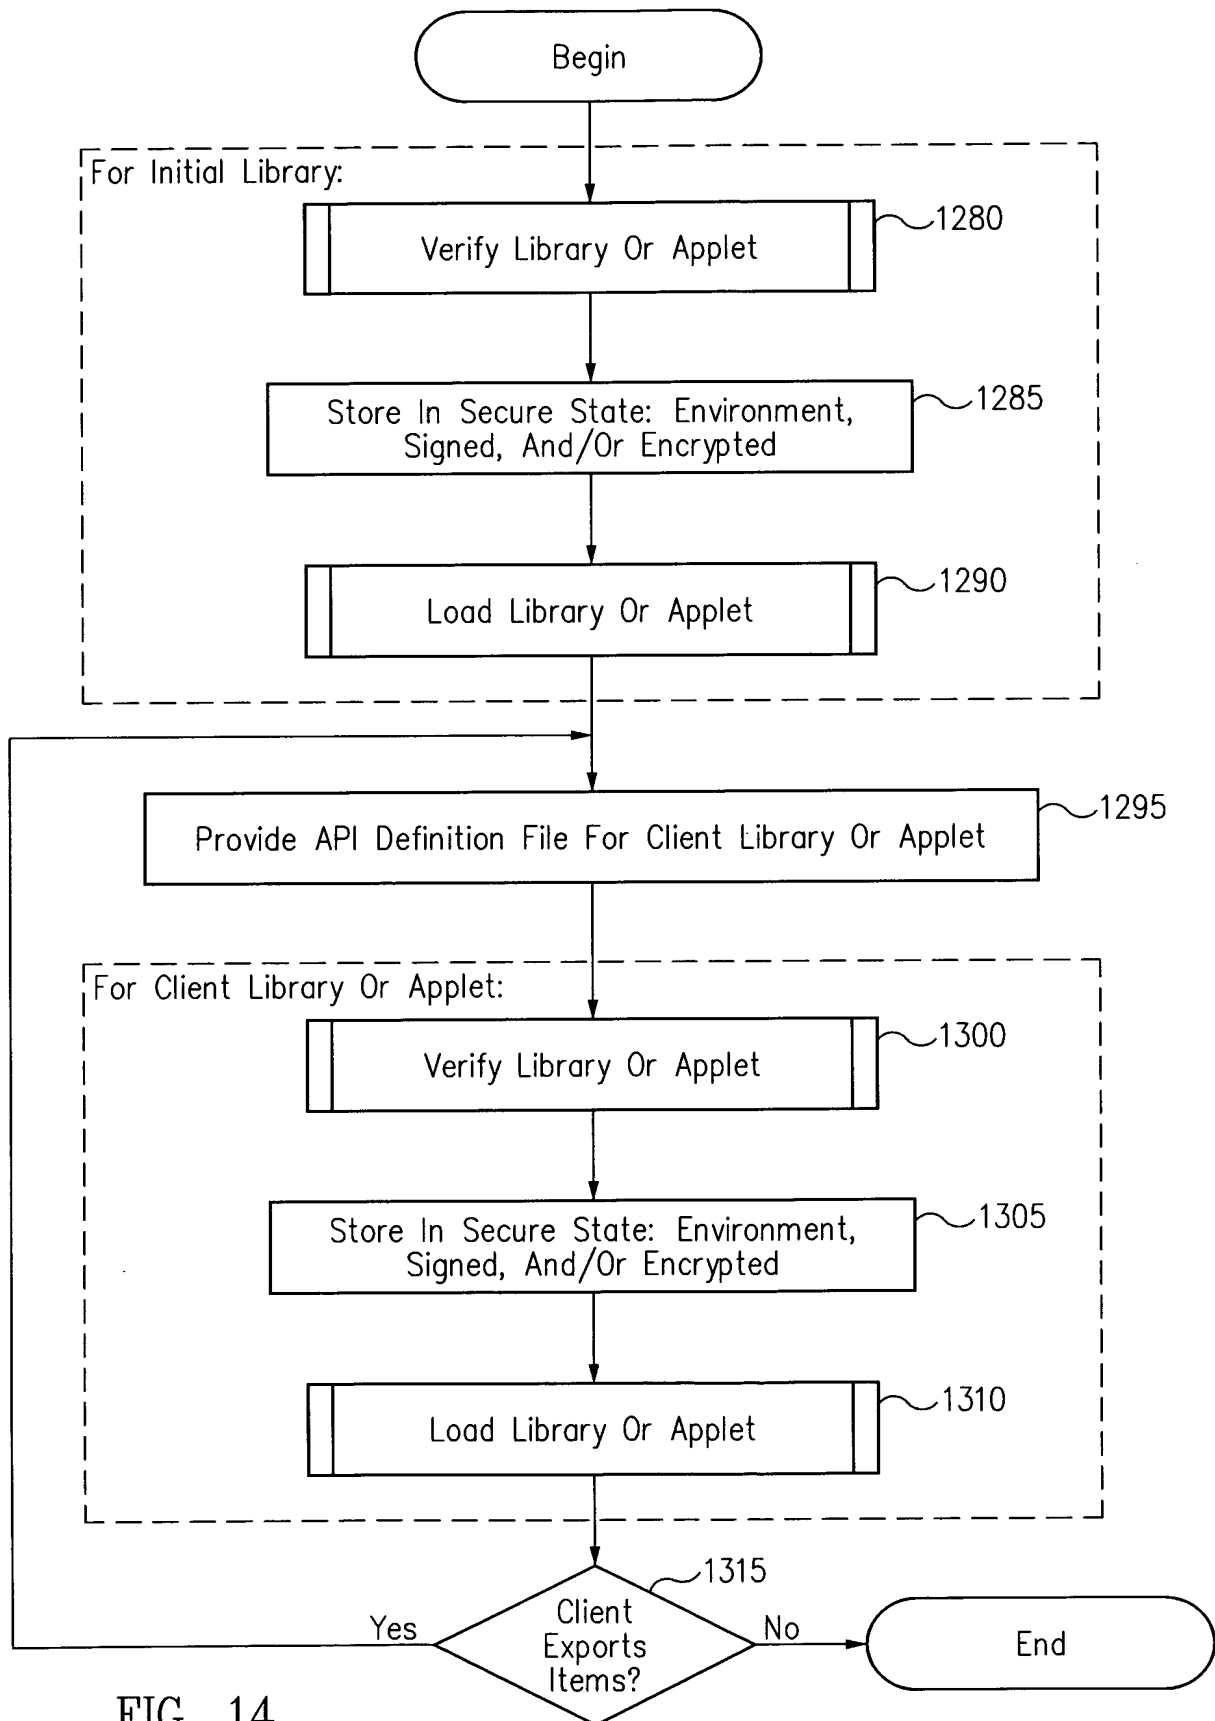 Begin
For Initial Library:
Verify Library Or Applet
1280
Store In Secure State: Environment,
Signed, And/Or Encrypted
1285
Load Library Or Applet
1290
Provide API Definition File For Client Library Or Applet
1295
For Client Library Or Applet:
Verify Library Or Applet
1300
Store In Secure State: Environment,
Signed, And/Or Encrypted
1305
Load Library Or Applet
1310
1315
Client
Exports
Items?
Yes
No
End
FIG. 14